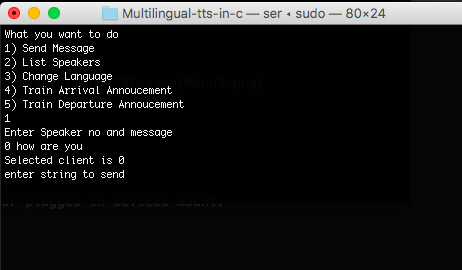 Multilingual-tts-in-c — ser ◂ sudo — 80×24
What you want to do
1) Send Message
2) List Speakers
3) Change Language
4) Train Arrival Annoucement
5) Train Departure Annoucement
1
Enter Speaker no and message
0 how are you
Selected client is 0
enter string to send